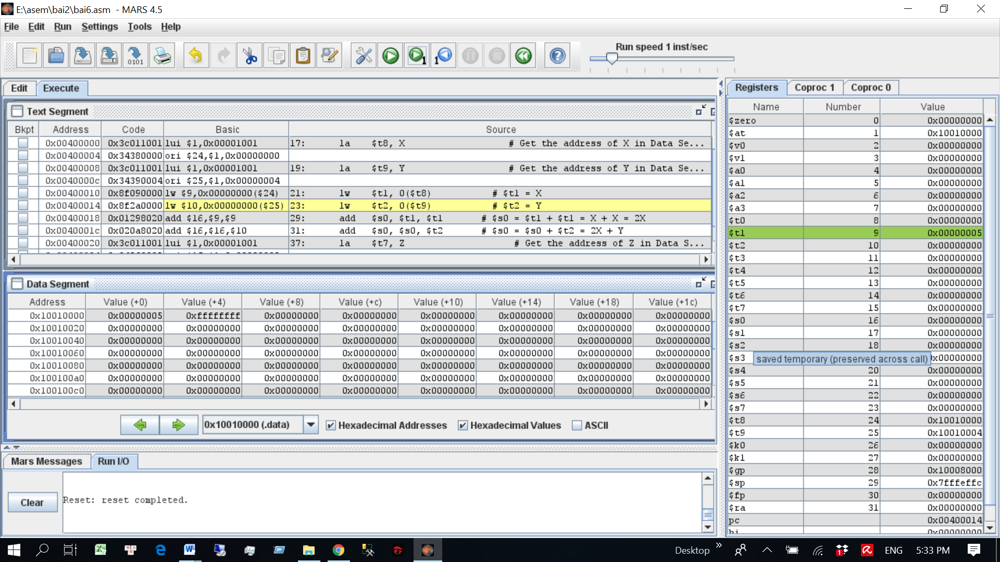 E:\asem\bai2\bai6.asm - MARS 4.5
File Edit Run Settings Tools Help
Run speed 1 inst/sec
Edit Execute
Text Segment
Bkpt Address Code Basic Source
0x00400000 0x3c011001 lui $1,0x00001001 17: la $t8, X # Get the address of X in Data Se...
0x00400004 0x34380000 ori $24,$1,0x00000000
0x00400008 0x3c011001 lui $1,0x00001001 19: la $t9, Y # Get the address of Y in Data Se...
0x0040000c 0x34390004 ori $25,$1,0x00000004
0x00400010 0x8f090000 lw $9,0x00000000($24) 21: lw $t1, 0($t8) # $t1 = X
0x00400014 0x8f2a0000 lw $10,0x00000000($25) 23: lw $t2, 0($t9) # $t2 = Y
0x00400018 0x01298020 add $16,$9,$9 29: add $s0, $t1, $t1 # $s0 = $t1 + $t1 = X + X = 2X
0x0040001c 0x020a8020 add $16,$16,$10 31: add $s0, $s0, $t2 # $s0 = $s0 + $t2 = 2X + Y
0x00400020 0x3c011001 lui $1,0x00001001 37: la $t7, Z # Get the address of Z in Data S...
Data Segment
Address Value (+0) Value (+4) Value (+8) Value (+c) Value (+10) Value (+14) Value (+18) Value (+1c)
0x10010000 0x00000005 0xffffffff 0x00000000 0x00000000 0x00000000 0x00000000 0x00000000 0x00000000
0x10010020 0x00000000 0x00000000 0x00000000 0x00000000 0x00000000 0x00000000 0x00000000 0x00000000
0x10010040 0x00000000 0x00000000 0x00000000 0x00000000 0x00000000 0x00000000 0x00000000 0x00000000
0x10010060 0x00000000 0x00000000 0x00000000 0x00000000 0x00000000 0x00000000 0x00000000 0x00000000
0x10010080 0x00000000 0x00000000 0x00000000 0x00000000 0x00000000 0x00000000 0x00000000 0x00000000
0x100100a0 0x00000000 0x00000000 0x00000000 0x00000000 0x00000000 0x00000000 0x00000000 0x00000000
0x100100c0 0x00000000 0x00000000 0x00000000 0x00000000 0x00000000 0x00000000 0x00000000 0x00000000
0x10010000 (.data) Hexadecimal Addresses Hexadecimal Values ASCII
Mars Messages Run I/O
Clear
Reset: reset completed.
Registers Coproc 1 Coproc 0
Name Number Value
$zero 0 0x00000000
$at 1 0x10010000
$v0 2 0x00000000
$v1 3 0x00000000
$a0 4 0x00000000
$a1 5 0x00000000
$a2 6 0x00000000
$a3 7 0x00000000
$t0 8 0x00000000
$t1 9 0x00000005
$t2 10 0x00000000
$t3 11 0x00000000
$t4 12 0x00000000
$t5 13 0x00000000
$t6 14 0x00000000
$t7 15 0x00000000
$s0 16 0x00000000
$s1 17 0x00000000
$s2 18 0x00000000
$s3 saved temporary (preserved across call) x00000000
$s4 20 0x00000000
$s5 21 0x00000000
$s6 22 0x00000000
$s7 23 0x00000000
$t8 24 0x10010000
$t9 25 0x10010004
$k0 26 0x00000000
$k1 27 0x00000000
$gp 28 0x10008000
$sp 29 0x7fffeffc
$fp 30 0x00000000
$ra 31 0x00000000
pc 0x00400014
hi 0x00000000
Desktop ENG 5:33 PM